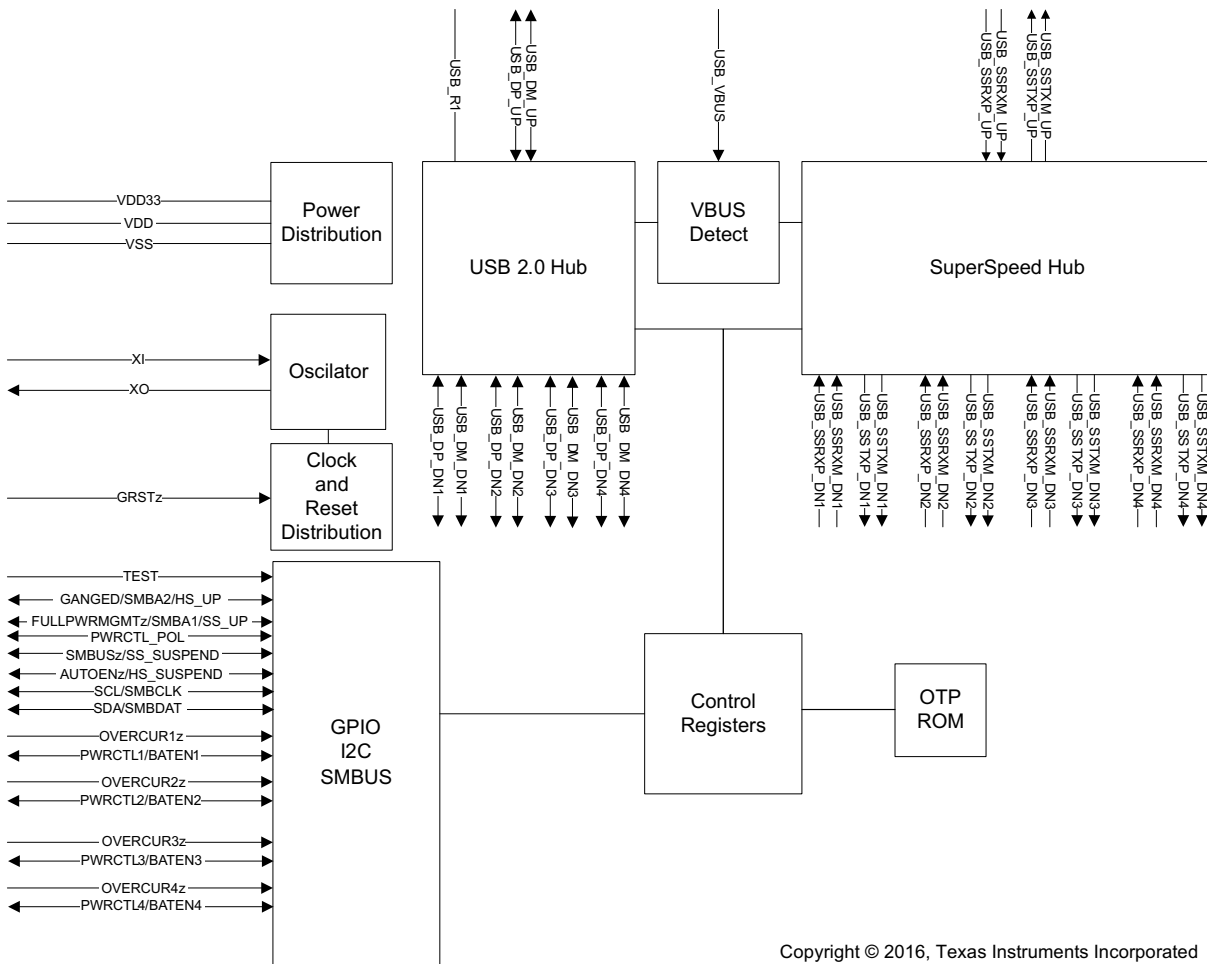 USB_R1
USB_DP_UP
USB_DM_UP
USB_VBUS
USB_SSRXP_UP
USB_SSRXM_UP
USB_SSTXP_UP
USB_SSTXM_UP
VDD33
VDD
VSS
Power
Distribution
USB 2.0 Hub
VBUS
Detect
SuperSpeed Hub
XI
XO
Oscilator
GRSTz
Clock
and
Reset
Distribution
USB_DP_DN1
USB_DM_DN1
USB_DP_DN2
USB_DM_DN2
USB_DP_DN3
USB_DM_DN3
USB_DP_DN4
USB_DM_DN4
USB_SSRXP_DN1
USB_SSRXM_DN1
USB_SSTXP_DN1
USB_SSTXM_DN1
USB_SSRXP_DN2
USB_SSRXM_DN2
USB_SSTXP_DN2
USB_SSTXM_DN2
USB_SSRXP_DN3
USB_SSRXM_DN3
USB_SSTXP_DN3
USB_SSTXM_DN3
USB_SSRXP_DN4
USB_SSRXM_DN4
USB_SSTXP_DN4
USB_SSTXM_DN4
TEST
GANGED/SMBA2/HS_UP
FULLPWRMGMTz/SMBA1/SS_UP
PWRCTL_POL
SMBUSz/SS_SUSPEND
AUTOENz/HS_SUSPEND
SCL/SMBCLK
SDA/SMBDAT
OVERCUR1z
PWRCTL1/BATEN1
OVERCUR2z
PWRCTL2/BATEN2
OVERCUR3z
PWRCTL3/BATEN3
OVERCUR4z
PWRCTL4/BATEN4
GPIO
I2C
SMBUS
Control
Registers
OTP
ROM
Copyright © 2016, Texas Instruments Incorporated